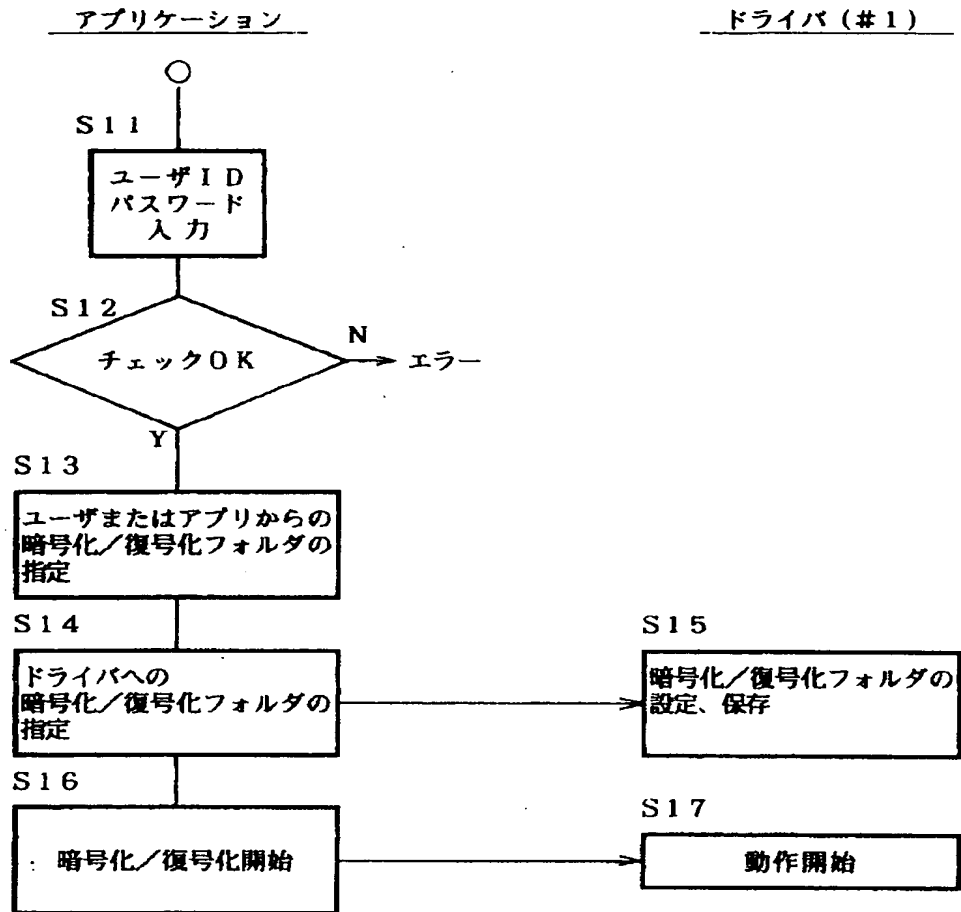 アプリケーション
ドライバ(#1)
S11
ユーザID
パスワード
入力
S12
チェックOK
N
エラー
Y
S13
ユーザまたはアプリからの
暗号化/復号化フォルダの
指定
S14
ドライバへの
暗号化/復号化フォルダの
指定
S15
暗号化/復号化フォルダの
設定、保存
S16
暗号化/復号化開始
S17
動作開始